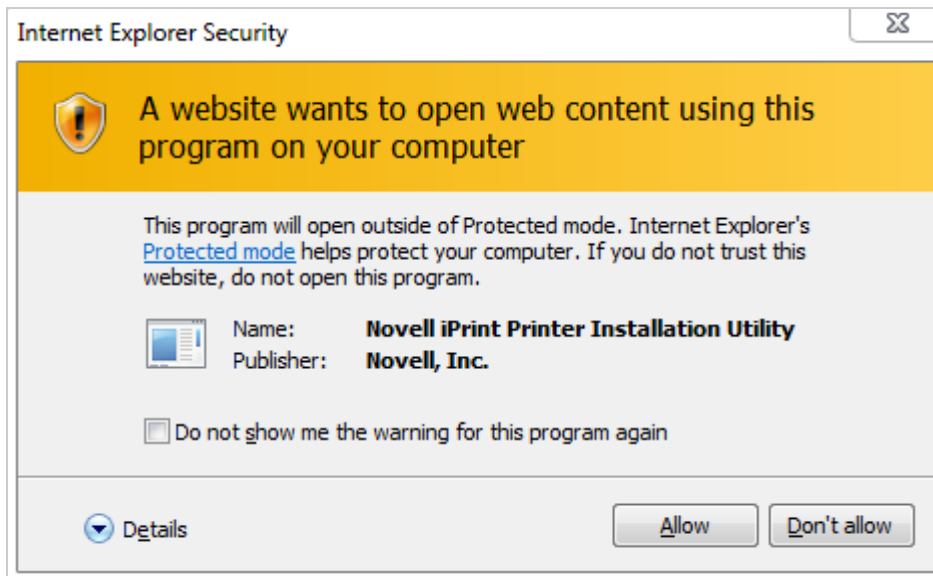 Internet Explorer Security
A website wants to open web content using this
program on your computer
This program will open outside of Protected mode. Internet Explorer's
Protected mode helps protect your computer. If you do not trust this
website, do not open this program.
Name: Novell iPrint Printer Installation Utility
Publisher: Novell, Inc.
Do not show me the warning for this program again
Details Allow Don't allow